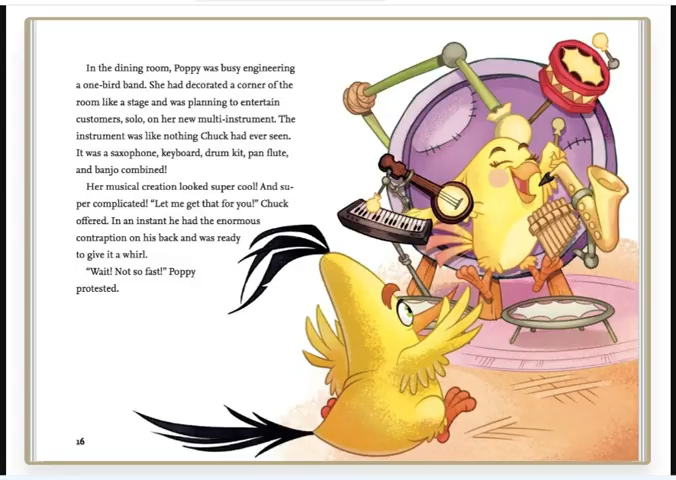 In the dining room, Poppy was busy engineering
a one-bird band. She had decorated a corner of the
room like a stage and was planning to entertain
customers, solo, on her new multi-instrument. The
instrument was like nothing Chuck had ever seen.
It was a saxophone, keyboard, drum kit, pan flute,
and banjo combined!
Her musical creation looked super cool! And su-
per complicated! “Let me get that for you!” Chuck
offered. In an instant he had the enormous
contraption on his back and was ready
to give it a whirl.
“Wait! Not so fast!” Poppy
protested.
16